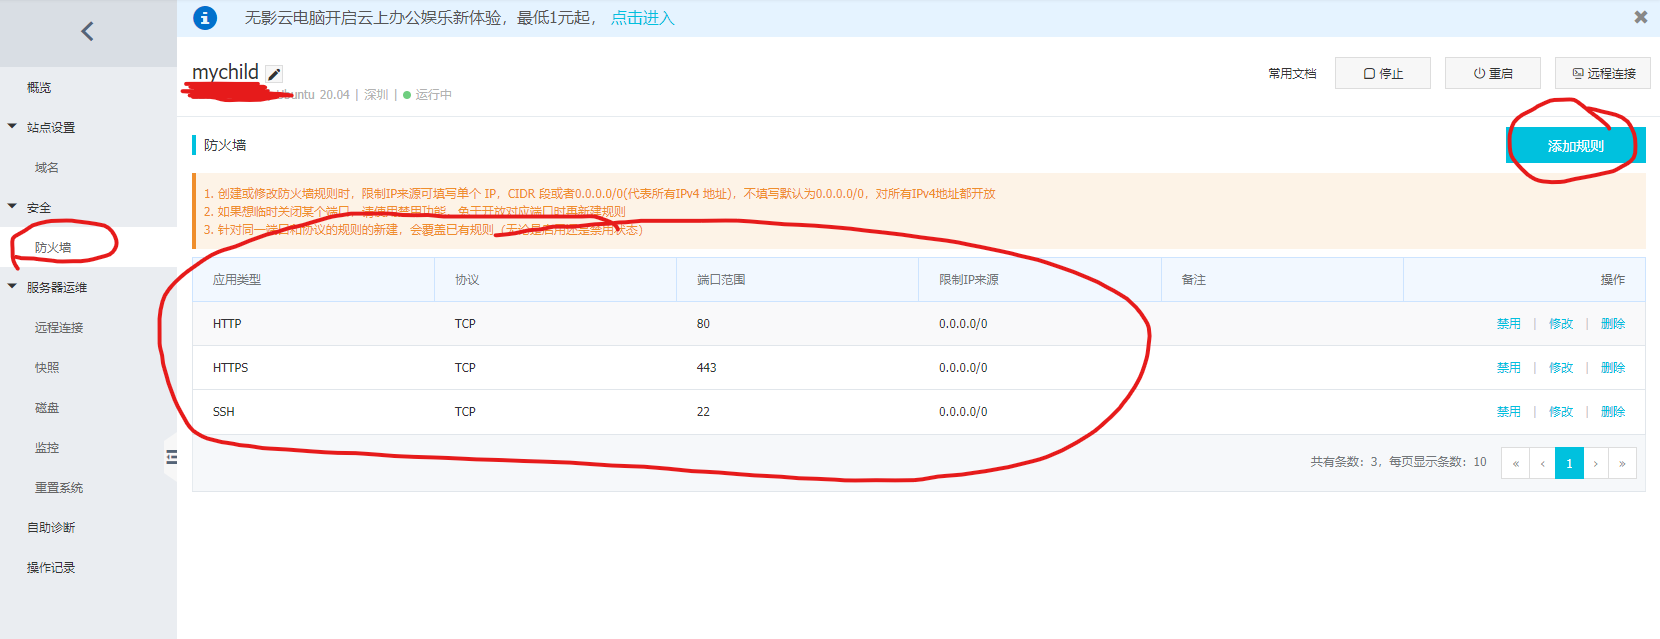 无影云电脑开启云上办公娱乐新体验，最低1元起， 点击进入
mychild
Ubuntu 20.04 | 深圳 | 运行中
常用文档
停止
重启
远程连接
概览
站点设置
域名
安全
防火墙
服务器运维
远程连接
快照
磁盘
监控
重置系统
自助诊断
操作记录
防火墙
添加规则
1. 创建或修改防火墙规则时，限制IP来源可填写单个 IP，CIDR 段或者0.0.0.0/0(代表所有IPv4 地址)，不填写默认为0.0.0.0/0，对所有IPv4地址都开放
2. 如果想临时关闭某个端口，请使用禁用功能，免于开放对应端口时再新建规则
3. 针对同一端口和协议的规则的新建，会覆盖已有规则（无论是启用还是禁用状态）
应用类型 协议 端口范围 限制IP来源 备注 操作
HTTP TCP 80 0.0.0.0/0 禁用 | 修改 | 删除
HTTPS TCP 443 0.0.0.0/0 禁用 | 修改 | 删除
SSH TCP 22 0.0.0.0/0 禁用 | 修改 | 删除
共有条数：3，每页显示条数：10 « ‹ 1 › »